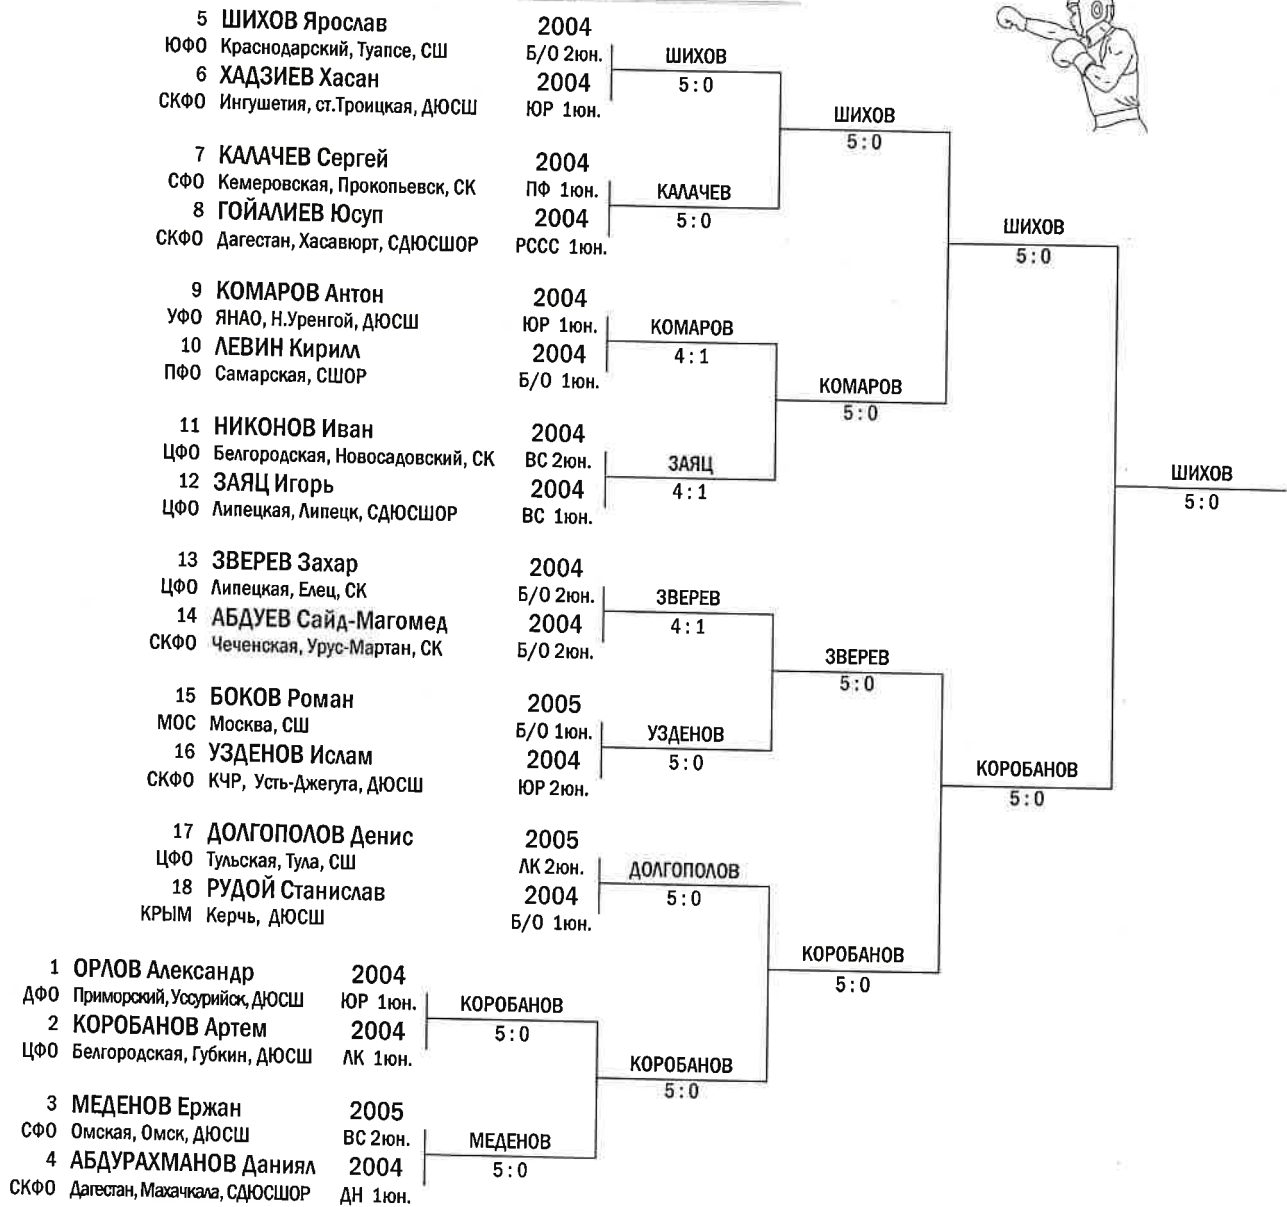 5 ШИХОВ Ярослав 2004
ЮФО Краснодарский, Туапсе, СШ Б/О 2юн.
ШИХОВ
5:0
6 ХАДЗИЕВ Хасан 2004
СКФО Ингушетия, ст.Троицкая, ДЮСШ ЮР 1юн.
ШИХОВ
5:0
7 КАЛАЧЕВ Сергей 2004
СФО Кемеровская, Прокопьевск, СК ПФ 1юн.
КАЛАЧЕВ
5:0
8 ГОЙАЛИЕВ Юсуп 2004
СКФО Дагестан, Хасавюрт, СДЮСШОР РССС 1юн.
ШИХОВ
5:0
9 КОМАРОВ Антон 2004
УФО ЯНАО, Н.Уренгой, ДЮСШ ЮР 1юн.
КОМАРОВ
4:1
10 ЛЕВИН Кирилл 2004
ПФО Самарская, СШОР Б/О 1юн.
КОМАРОВ
5:0
11 НИКОНОВ Иван 2004
ЦФО Белгородская, Новосадовский, СК ВС 2юн.
ЗАЯЦ
4:1
12 ЗАЯЦ Игорь 2004
ЦФО Липецкая, Липецк, СДЮСШОР ВС 1юн.
ШИХОВ
5:0
13 ЗВЕРЕВ Захар 2004
ЦФО Липецкая, Елец, СК Б/О 2юн.
ЗВЕРЕВ
4:1
14 АБДУЕВ Сайд-Магомед 2004
СКФО Чеченская, Урус-Мартан, СК Б/О 2юн.
ЗВЕРЕВ
5:0
15 БОКОВ Роман 2005
МОС Москва, СШ Б/О 1юн.
УЗДЕНОВ
5:0
16 УЗДЕНОВ Ислам 2004
СКФО КЧР, Усть-Джегута, ДЮСШ ЮР 2юн.
КОРОБАНОВ
5:0
17 ДОЛГОПОЛОВ Денис 2005
ЦФО Тульская, Тула, СШ ЛК 2юн.
ДОЛГОПОЛОВ
5:0
18 РУДОЙ Станислав 2004
КРЫМ Керчь, ДЮСШ Б/О 1юн.
КОРОБАНОВ
5:0
1 ОРЛОВ Александр 2004
ДФО Приморский, Уссурийск, ДЮСШ ЮР 1юн.
КОРОБАНОВ
5:0
2 КОРОБАНОВ Артем 2004
ЦФО Белгородская, Губкин, ДЮСШ ЛК 1юн.
КОРОБАНОВ
5:0
3 МЕДЕНОВ Ержан 2005
СФО Омская, Омск, ДЮСШ ВС 2юн.
МЕДЕНОВ
5:0
4 АБДУРАХМАНОВ Даниял 2004
СКФО Дагестан, Махачкала, СДЮСШОР ДН 1юн.